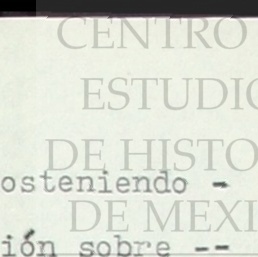 CENTRO
ESTUDIO
DE HISTO
osteniendo -
DE MEXI
ión sobre --